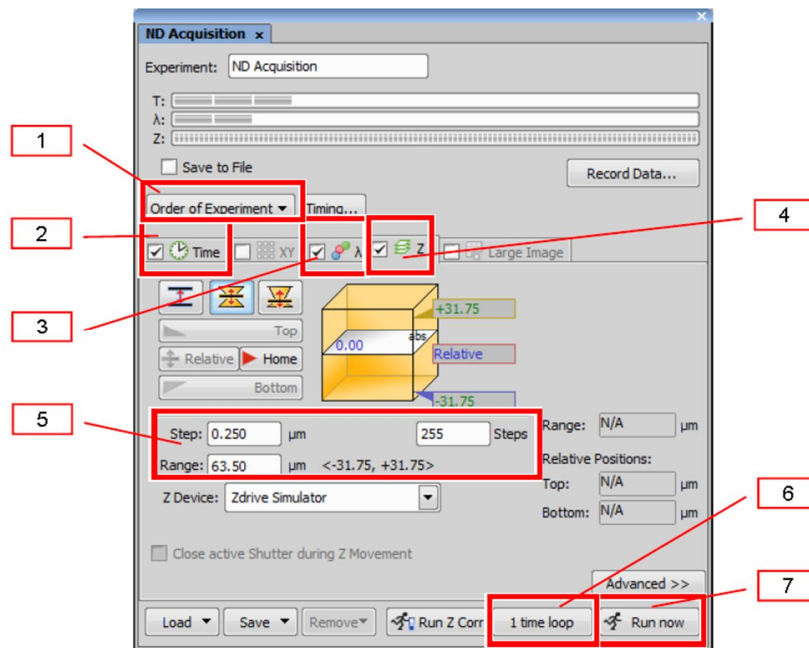 ND Acquisition x
Experiment: ND Acquisition
T:
λ:
Z:
1
Save to File
Record Data...
Order of Experiment
Timing...
2
4
Time
XY
λ
Z
Large Image
3
+31.75
Top
0.00
abs
Relative
Home
Relative
Bottom
-31.75
5
Step: 0.250 µm 255 Steps
Range: N/A µm
Range: 63.50 µm <-31.75, +31.75>
Relative Positions:
Z Device: Zdrive Simulator
Top: N/A µm
6
Bottom: N/A µm
Close active Shutter during Z Movement
Advanced >>
7
Load
Save
Remove
Run Z Corr
1 time loop
Run now